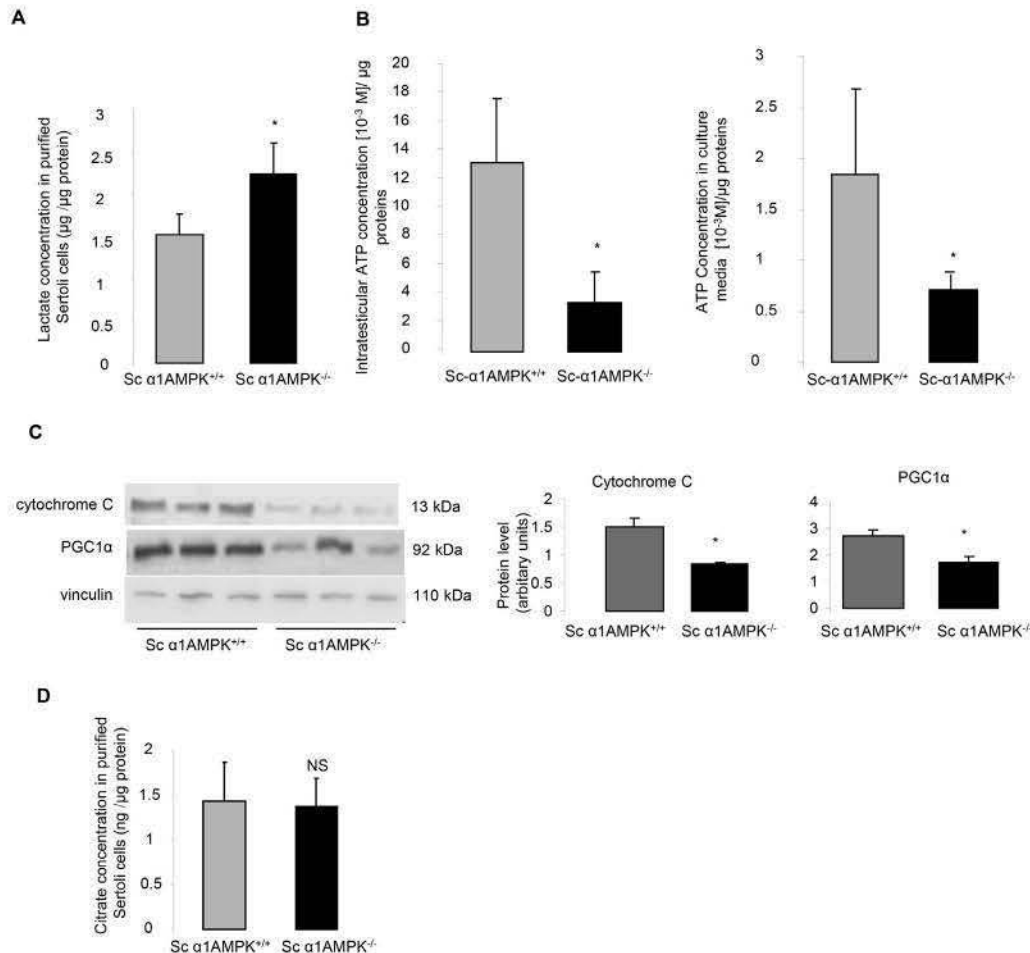 A
Lactate concentration in purified
Sertoli cells (µg /µg protein)
3
2.5
2
1.5
1
0.5
0
*
Sc α1AMPK+/+
Sc α1AMPK-/-
B
Intratesticular ATP concentration [10-3 M]/ µg
proteins
20
18
16
14
12
10
8
6
4
2
0
*
Sc-α1AMPK+/+
Sc-α1AMPK-/-
ATP Concentration in culture
media [10-3M]/µg proteins
3
2.5
2
1.5
1
0.5
0
*
Sc-α1AMPK+/+
Sc-α1AMPK-/-
C
cytochrome C
13 kDa
PGC1α
92 kDa
vinculin
110 kDa
Sc α1AMPK+/+
Sc α1AMPK-/-
Cytochrome C
Protein level
(arbitary units)
2
1.5
1
0.5
0
*
Sc α1AMPK+/+
Sc α1AMPK-/-
PGC1α
4
3
2
1
0
*
Sc α1AMPK+/+
Sc α1AMPK-/-
D
Citrate concentration in purified
Sertoli cells (ng /µg protein)
2
1.5
1
0.5
0
NS
Sc α1AMPK+/+
Sc α1AMPK-/-